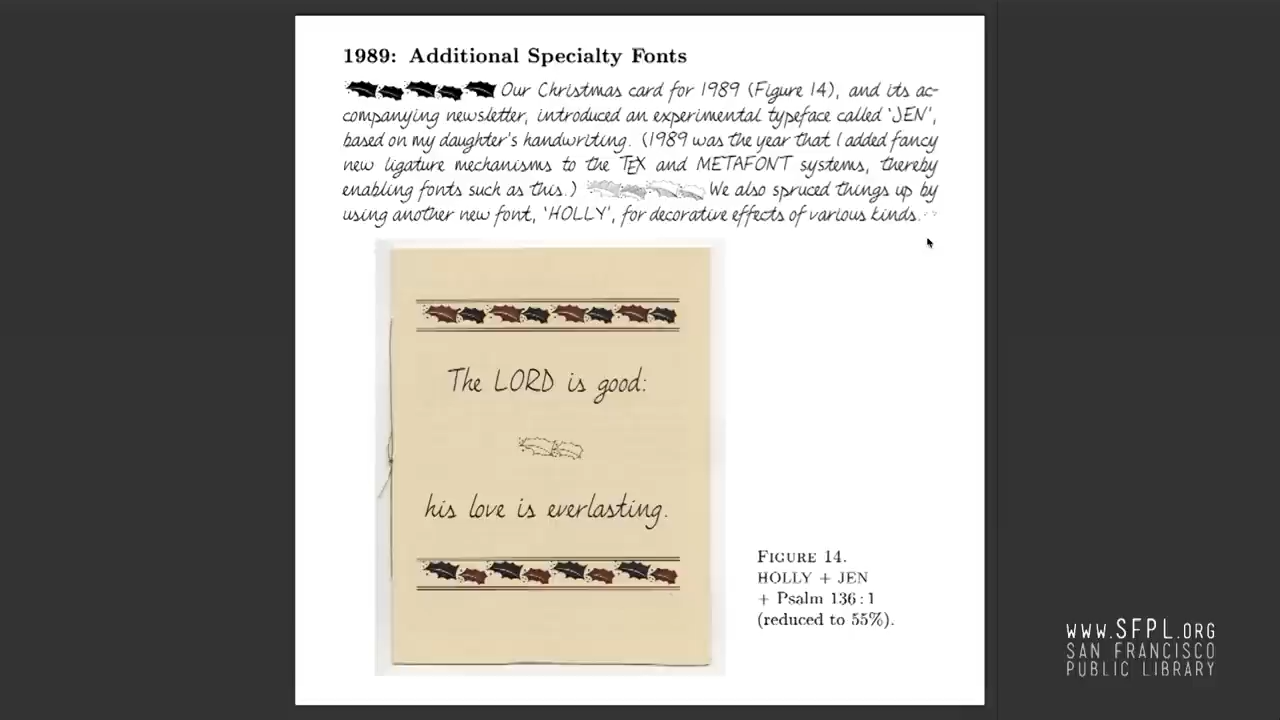 1989: Additional Specialty Fonts
Our Christmas card for 1989 (Figure 14), and its ac-
companying newsletter, introduced an experimental typeface called 'JEN',
based on my daughter's handwriting. (1989 was the year that I added fancy
new ligature mechanisms to the TEX and METAFONT systems, thereby
enabling fonts such as this.) We also spruced things up by
using another new font, 'HOLLY', for decorative effects of various kinds.
The LORD is good:
his love is everlasting.
FIGURE 14.
HOLLY + JEN
+ Psalm 136:1
(reduced to 55%).
www.SFPL.ORG
SAN FRANCISCO
PUBLIC LIBRARY